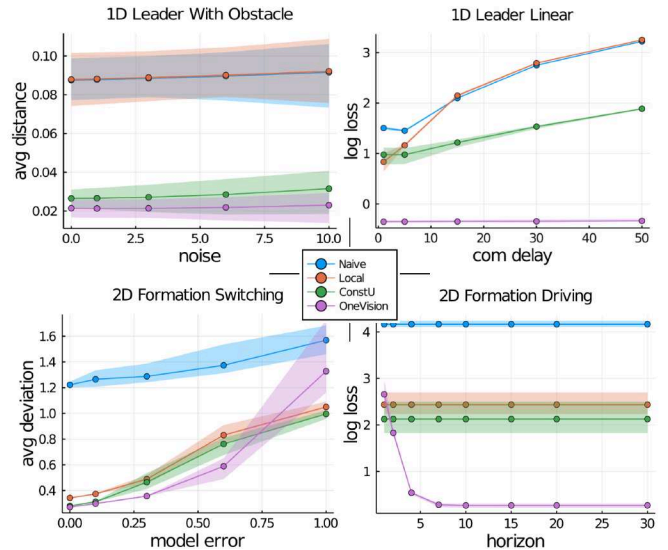 1D Leader With Obstacle
avg distance
0.10
0.08
0.06
0.04
0.02
0.0 2.5 5.0 7.5 10.0
noise
1D Leader Linear
log loss
3
2
1
0
0 10 20 30 40 50
com delay
Naive
Local
ConstU
OneVision
2D Formation Switching
avg deviation
1.6
1.4
1.2
1.0
0.8
0.6
0.4
0.00 0.25 0.50 0.75 1.00
model error
2D Formation Driving
log loss
4
3
2
1
5 10 15 20 25 30
horizon